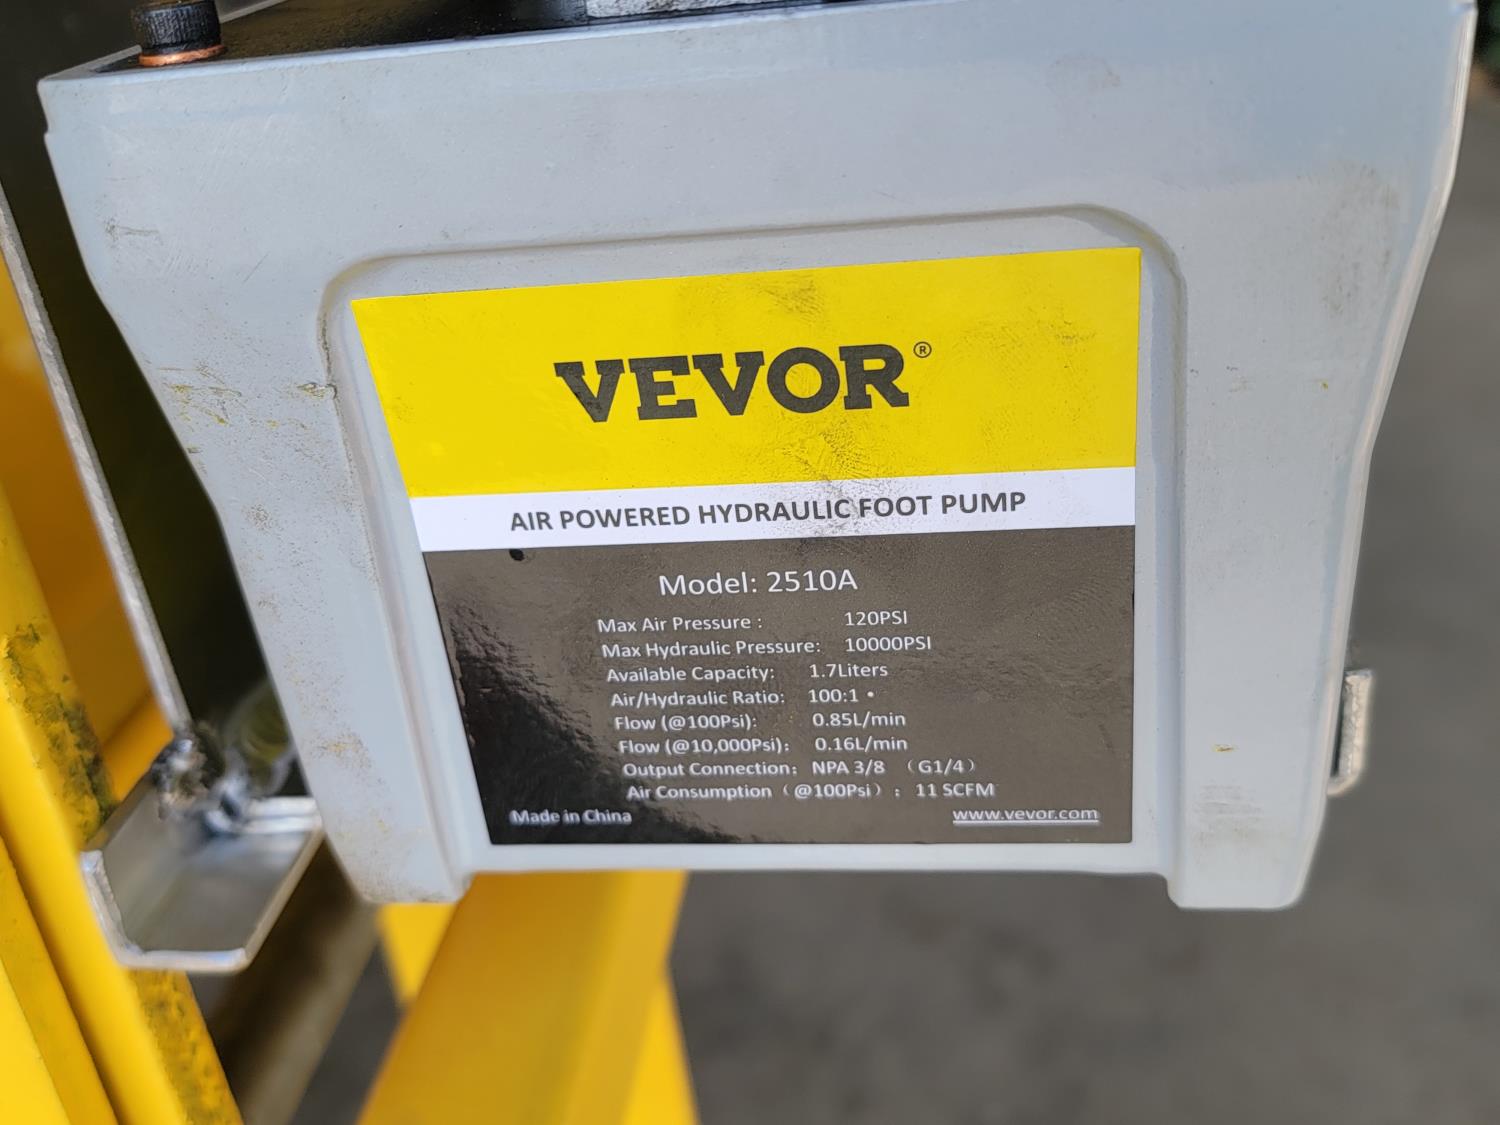 VEVOR®
AIR POWERED HYDRAULIC FOOT PUMP
Model: 2510A
Max Air Pressure : 120PSI
Max Hydraulic Pressure: 10000PSI
Available Capacity: 1.7Liters
Air/Hydraulic Ratio: 100:1
Flow (@100Psi): 0.85L/min
Flow (@10,000Psi): 0.16L/min
Output Connection: NPA 3/8 (G1/4)
Air Consumption (@100Psi) : 11 SCFM
Made in China www.vevor.com